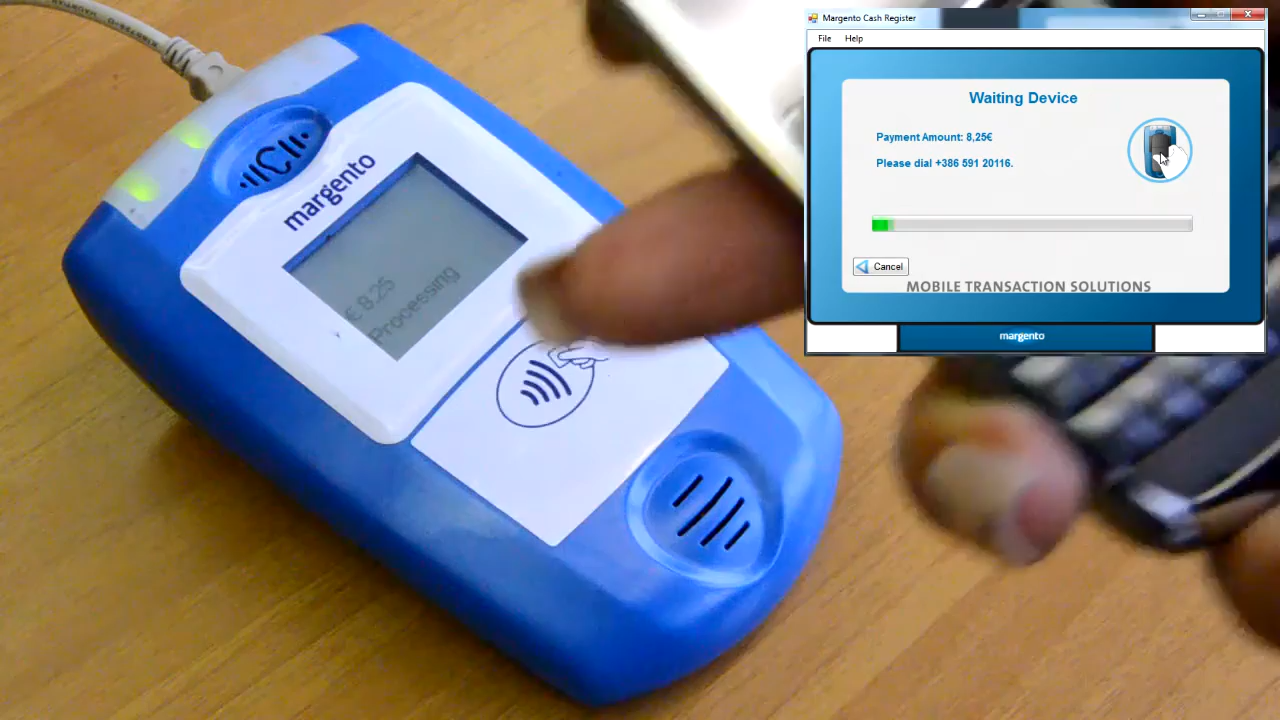 margento
€ 8.25
Processing
Margento Cash Register
File Help
Waiting Device
Payment Amount: 8,25€
Please dial +386 591 20116.
Cancel
MOBILE TRANSACTION SOLUTIONS
margento